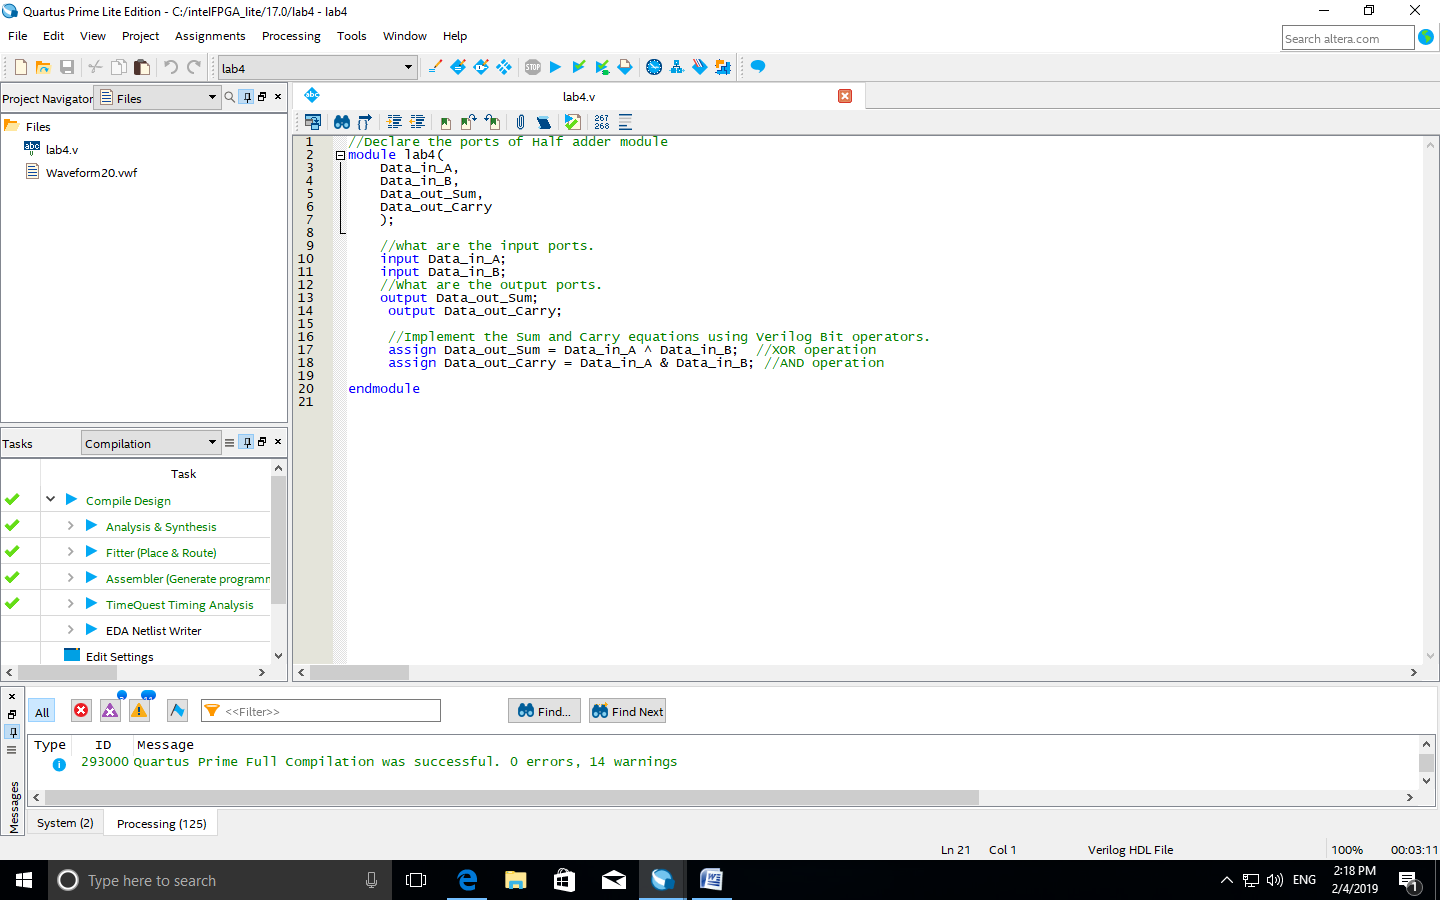 Quartus Prime Lite Edition - C:/intelFPGA_lite/17.0/lab4 - lab4
File Edit View Project Assignments Processing Tools Window Help
Search altera.com
lab4
STOP
Project Navigator Files
Files
abc lab4.v
Waveform20.vwf
abc lab4.v
267
268
1 //Declare the ports of Half adder module
2 module lab4(
3 Data_in_A,
4 Data_in_B,
5 Data_out_Sum,
6 Data_out_Carry
7 );
8
9 //what are the input ports.
10 input Data_in_A;
11 input Data_in_B;
12 //What are the output ports.
13 output Data_out_Sum;
14 output Data_out_Carry;
15
16 //Implement the Sum and Carry equations using Verilog Bit operators.
17 assign Data_out_Sum = Data_in_A ^ Data_in_B; //XOR operation
18 assign Data_out_Carry = Data_in_A & Data_in_B; //AND operation
19
20 endmodule
21
Tasks Compilation
Task
Compile Design
Analysis & Synthesis
Fitter (Place & Route)
Assembler (Generate programm
TimeQuest Timing Analysis
EDA Netlist Writer
Edit Settings
All <<Filter>> Find... Find Next
Type ID Message
293000 Quartus Prime Full Compilation was successful. 0 errors, 14 warnings
Messages
System (2) Processing (125)
Ln 21 Col 1 Verilog HDL File 100% 00:03:11
Type here to search
ENG
2:18 PM
2/4/2019
1